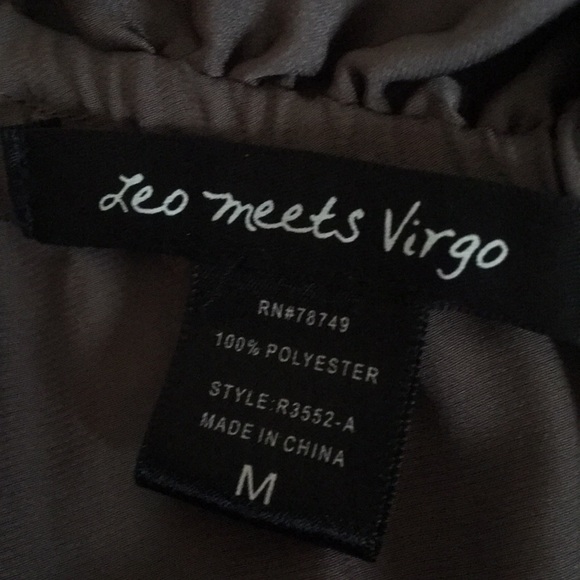 Leo meets Virgo
RN#78749
100% POLYESTER
STYLE:R3552-A
MADE IN CHINA
M